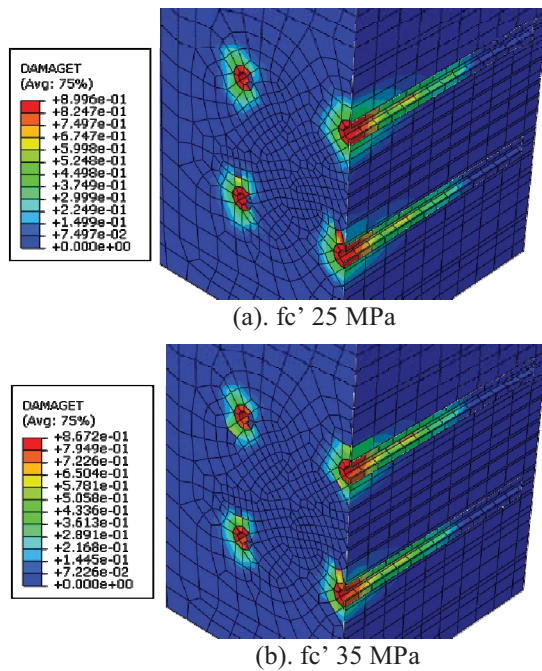 DAMAGET
(Avg: 75%)
+8.996e-01
+8.247e-01
+7.497e-01
+6.747e-01
+5.998e-01
+5.248e-01
+4.498e-01
+3.749e-01
+2.999e-01
+2.249e-01
+1.499e-01
+7.497e-02
+0.000e+00
(a). fc’ 25 MPa
DAMAGET
(Avg: 75%)
+8.672e-01
+7.949e-01
+7.226e-01
+6.504e-01
+5.781e-01
+5.058e-01
+4.336e-01
+3.613e-01
+2.891e-01
+2.168e-01
+1.445e-01
+7.226e-02
+0.000e+00
(b). fc’ 35 MPa